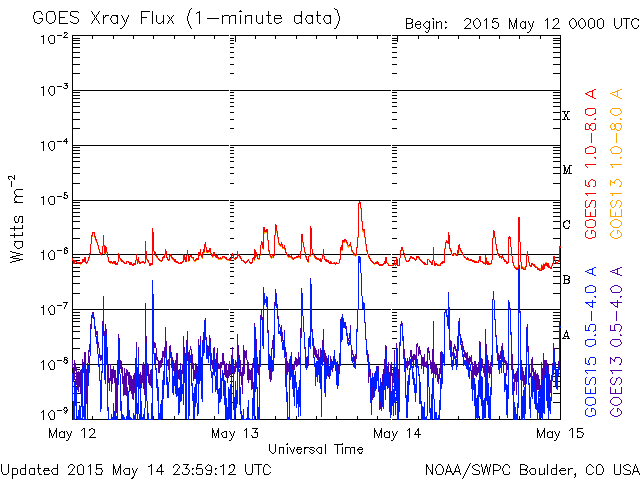 GOES Xray Flux (1-minute data)
Begin: 2015 May 12 0000 UTC
10⁻²
10⁻³
10⁻⁴
10⁻⁵
10⁻⁶
10⁻⁷
10⁻⁸
10⁻⁹
Watts m⁻²
X
M
C
B
A
GOES15 1.0-8.0 A
GOES13 1.0-8.0 A
GOES15 0.5-4.0 A
GOES13 0.5-4.0 A
May 12
May 13
May 14
May 15
Universal Time
Updated 2015 May 14 23:59:12 UTC
NOAA/SWPC Boulder, CO USA